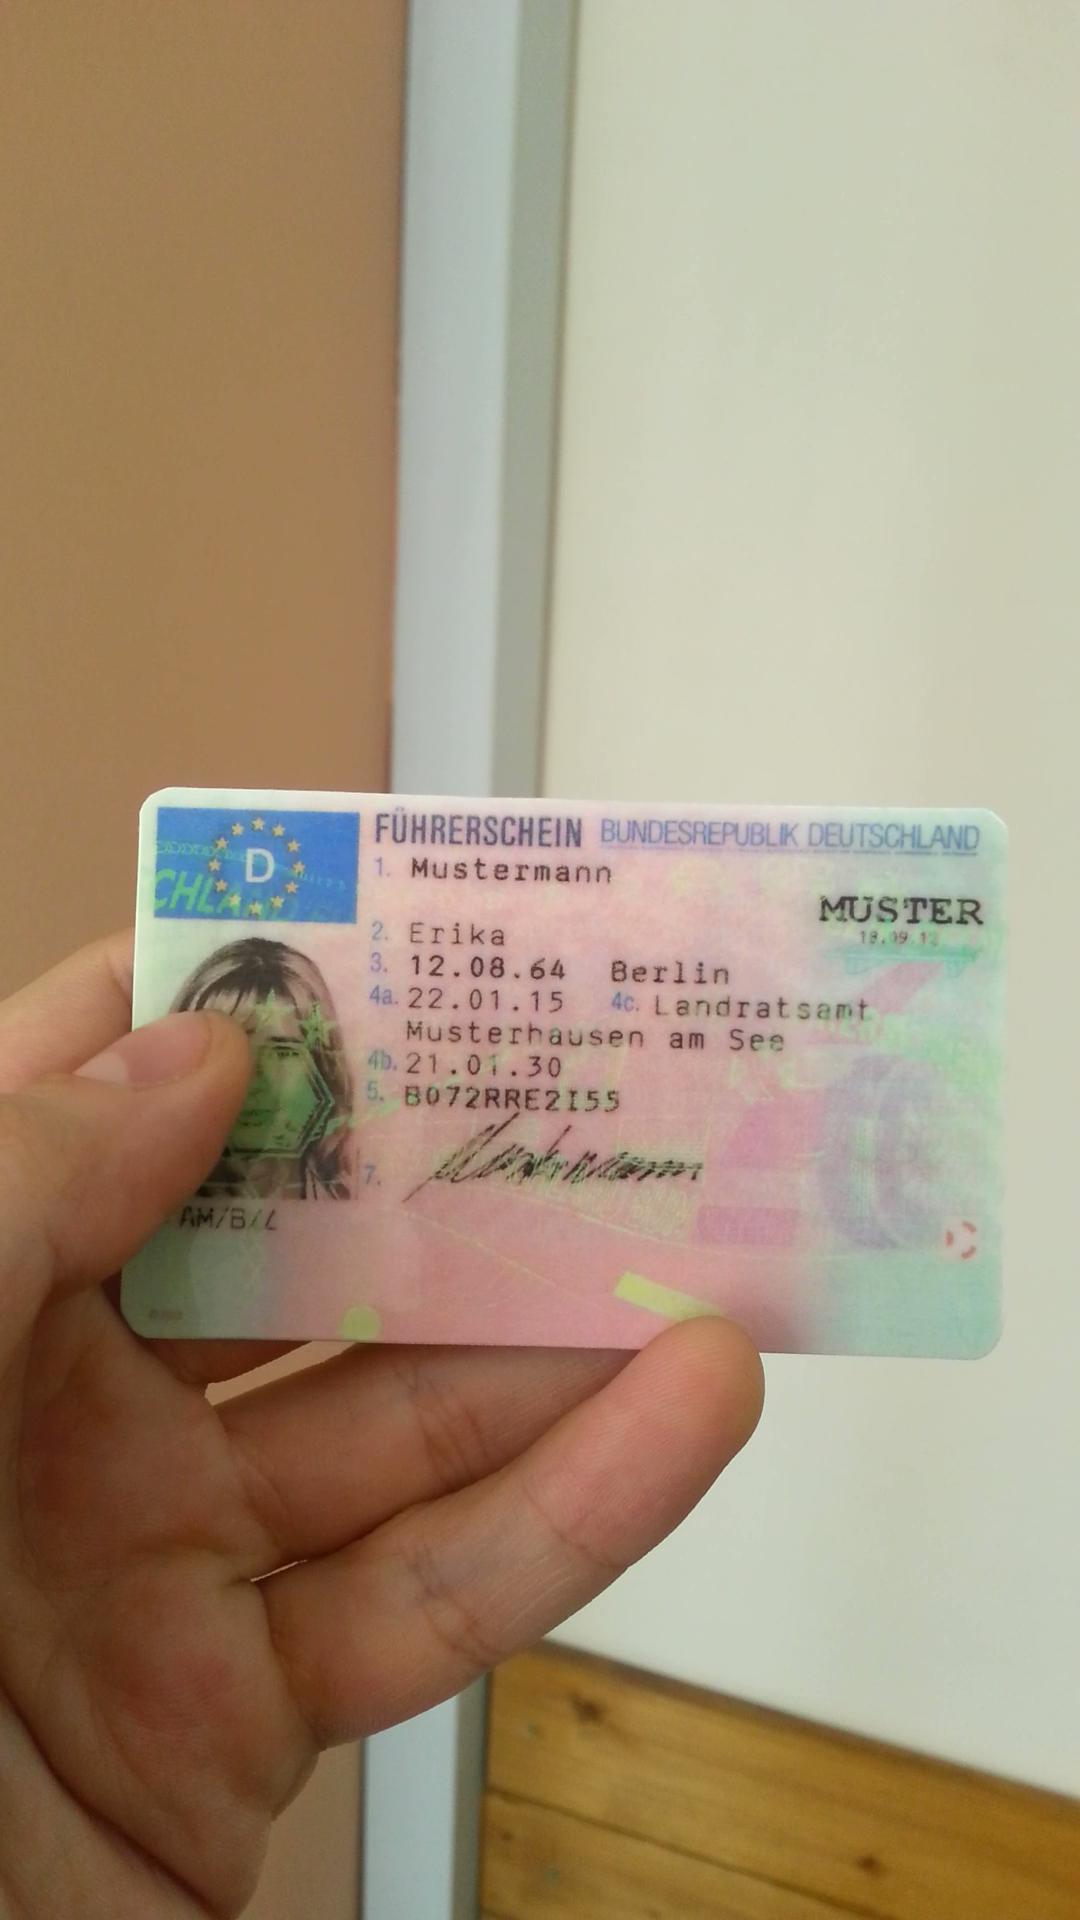 D
CHLAND
FÜHRERSCHEIN BUNDESREPUBLIK DEUTSCHLAND
1. Mustermann
MUSTER
18.09.12
2. Erika
3. 12.08.64 Berlin
4a. 22.01.15 4c. Landratsamt
Musterhausen am See
4b. 21.01.30
5. B072RRE2I55
7. Mustermann
AM/B/L